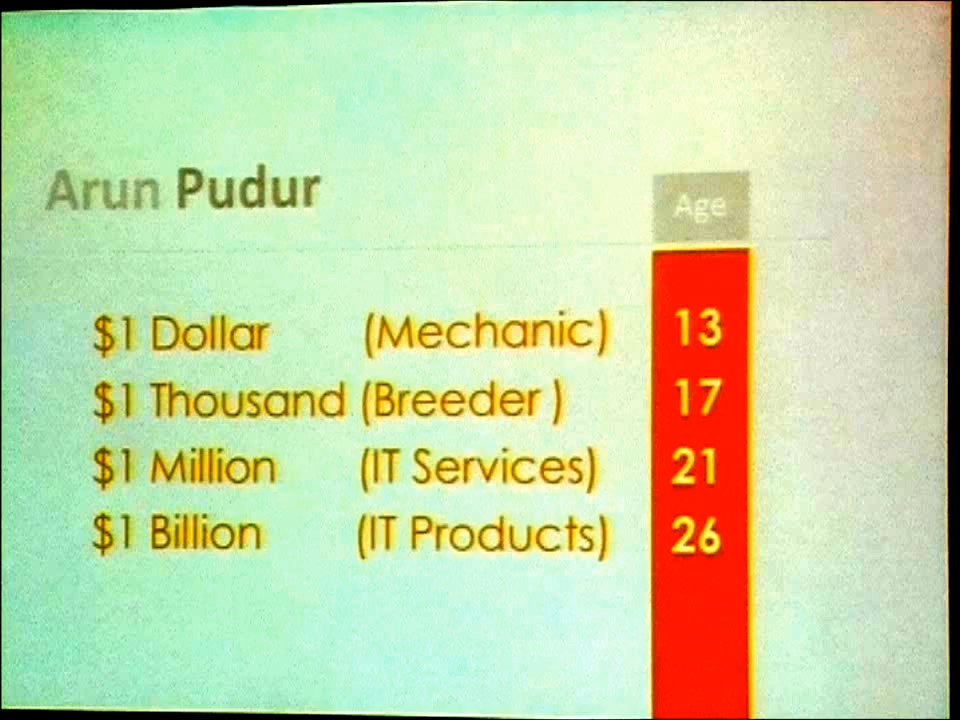 Arun Pudur
Age
$1 Dollar (Mechanic) 13
$1 Thousand (Breeder ) 17
$1 Million (IT Services) 21
$1 Billion (IT Products) 26